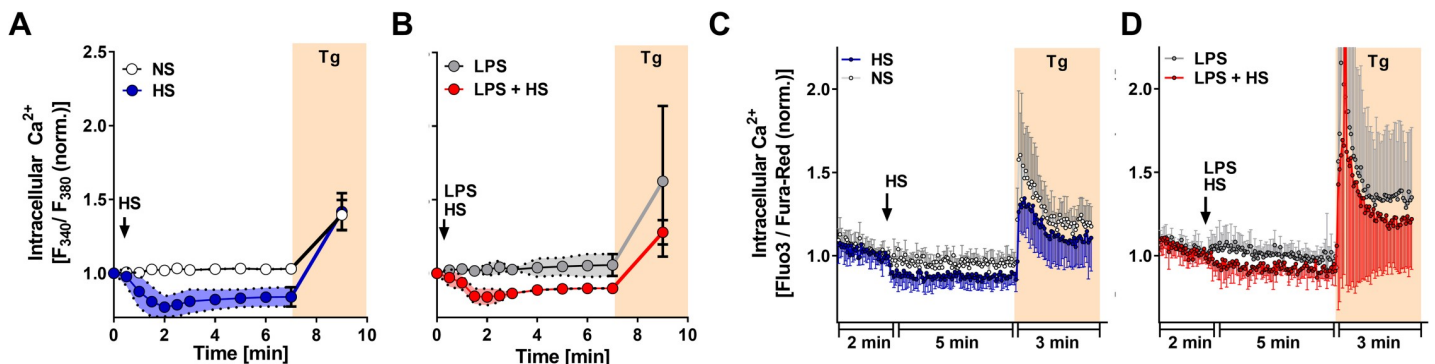 A
Intracellular Ca²⁺
[F₃₄₀/ F₃₈₀ (norm.)]
2.5
2.0
1.5
1.0
NS
HS
HS
Tg
0 2 4 6 8 10
Time [min]
B
LPS
LPS + HS
LPS
HS
Tg
0 2 4 6 8 10
Time [min]
C
Intracellular Ca²⁺
[Fluo3 / Fura-Red (norm.)]
2.0
1.5
1.0
HS
NS
HS
Tg
2 min 5 min 3 min
D
2.0
1.5
1.0
LPS
LPS + HS
LPS
HS
Tg
2 min 5 min 3 min